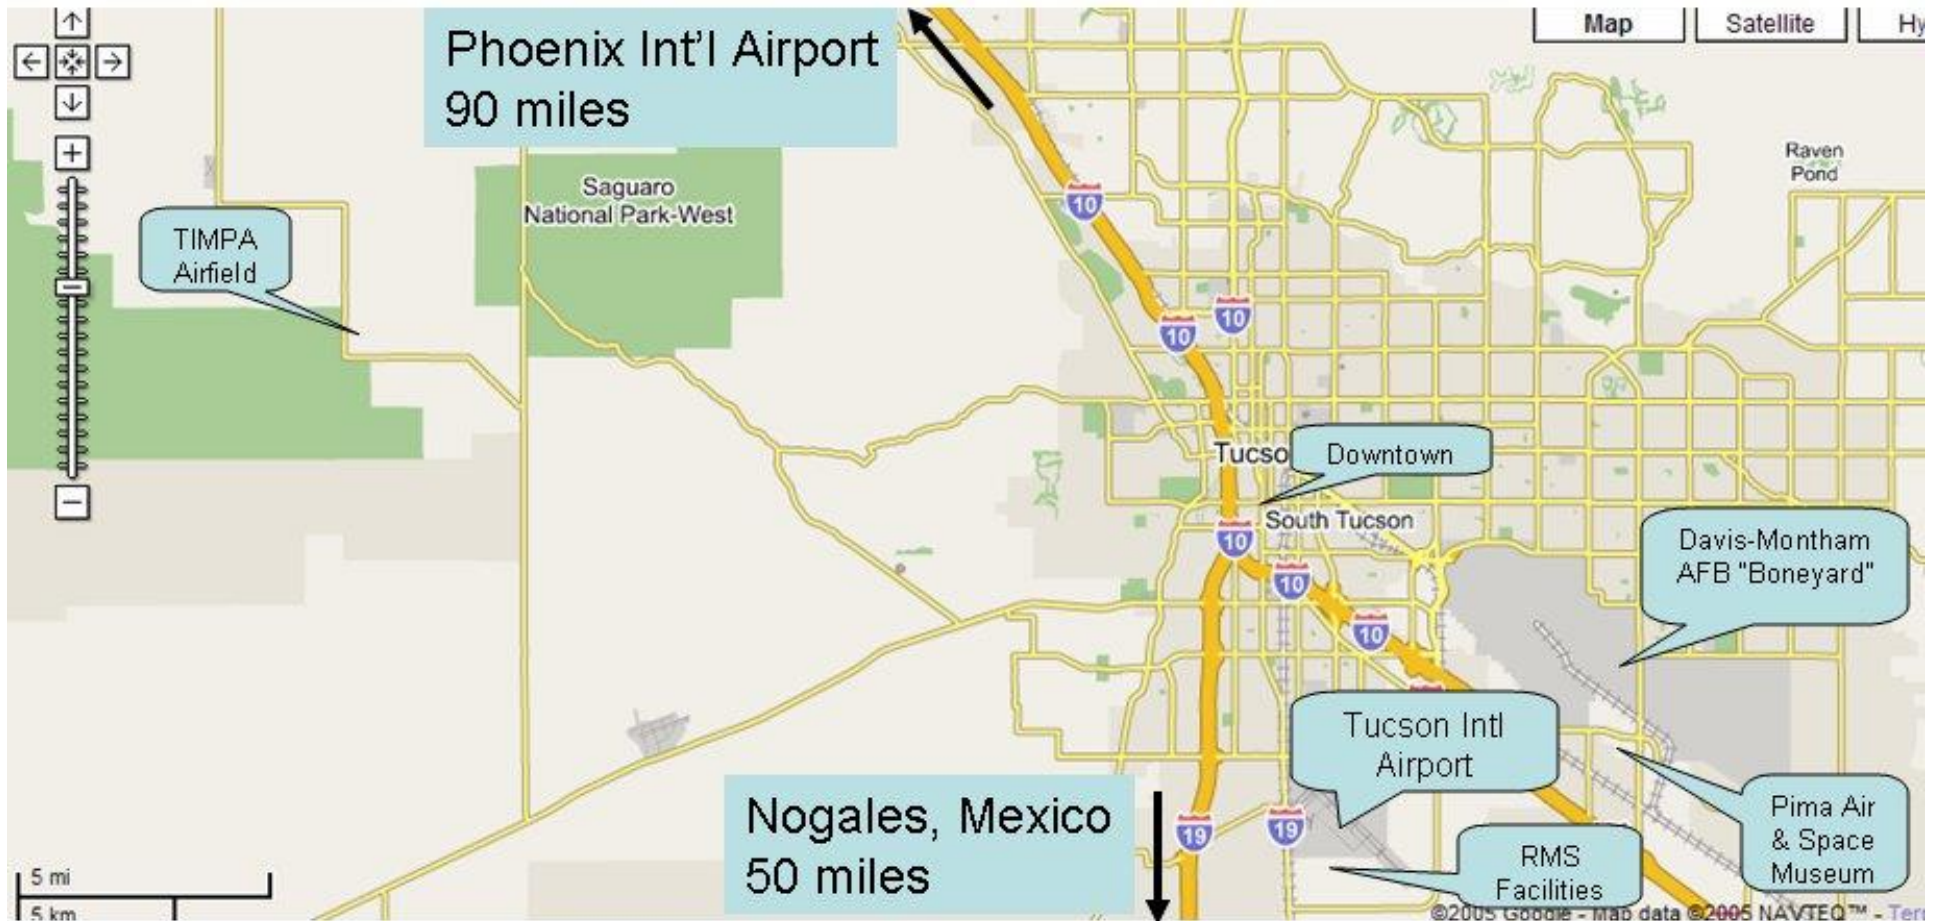 Phoenix Int'l Airport
90 miles
Map
Satellite
Hy
Raven
Pond
Saguaro
National Park-West
10
TIMPA
Airfield
10
10
Tucso
Downtown
South Tucson
10
10
10
Davis-Montham
AFB "Boneyard"
Tucson Intl
Airport
Nogales, Mexico
50 miles
19
19
Pima Air
& Space
Museum
RMS
Facilities
5 mi
5 km
©2005 Google - Map data ©2005 NAVTEQ™ - Ter